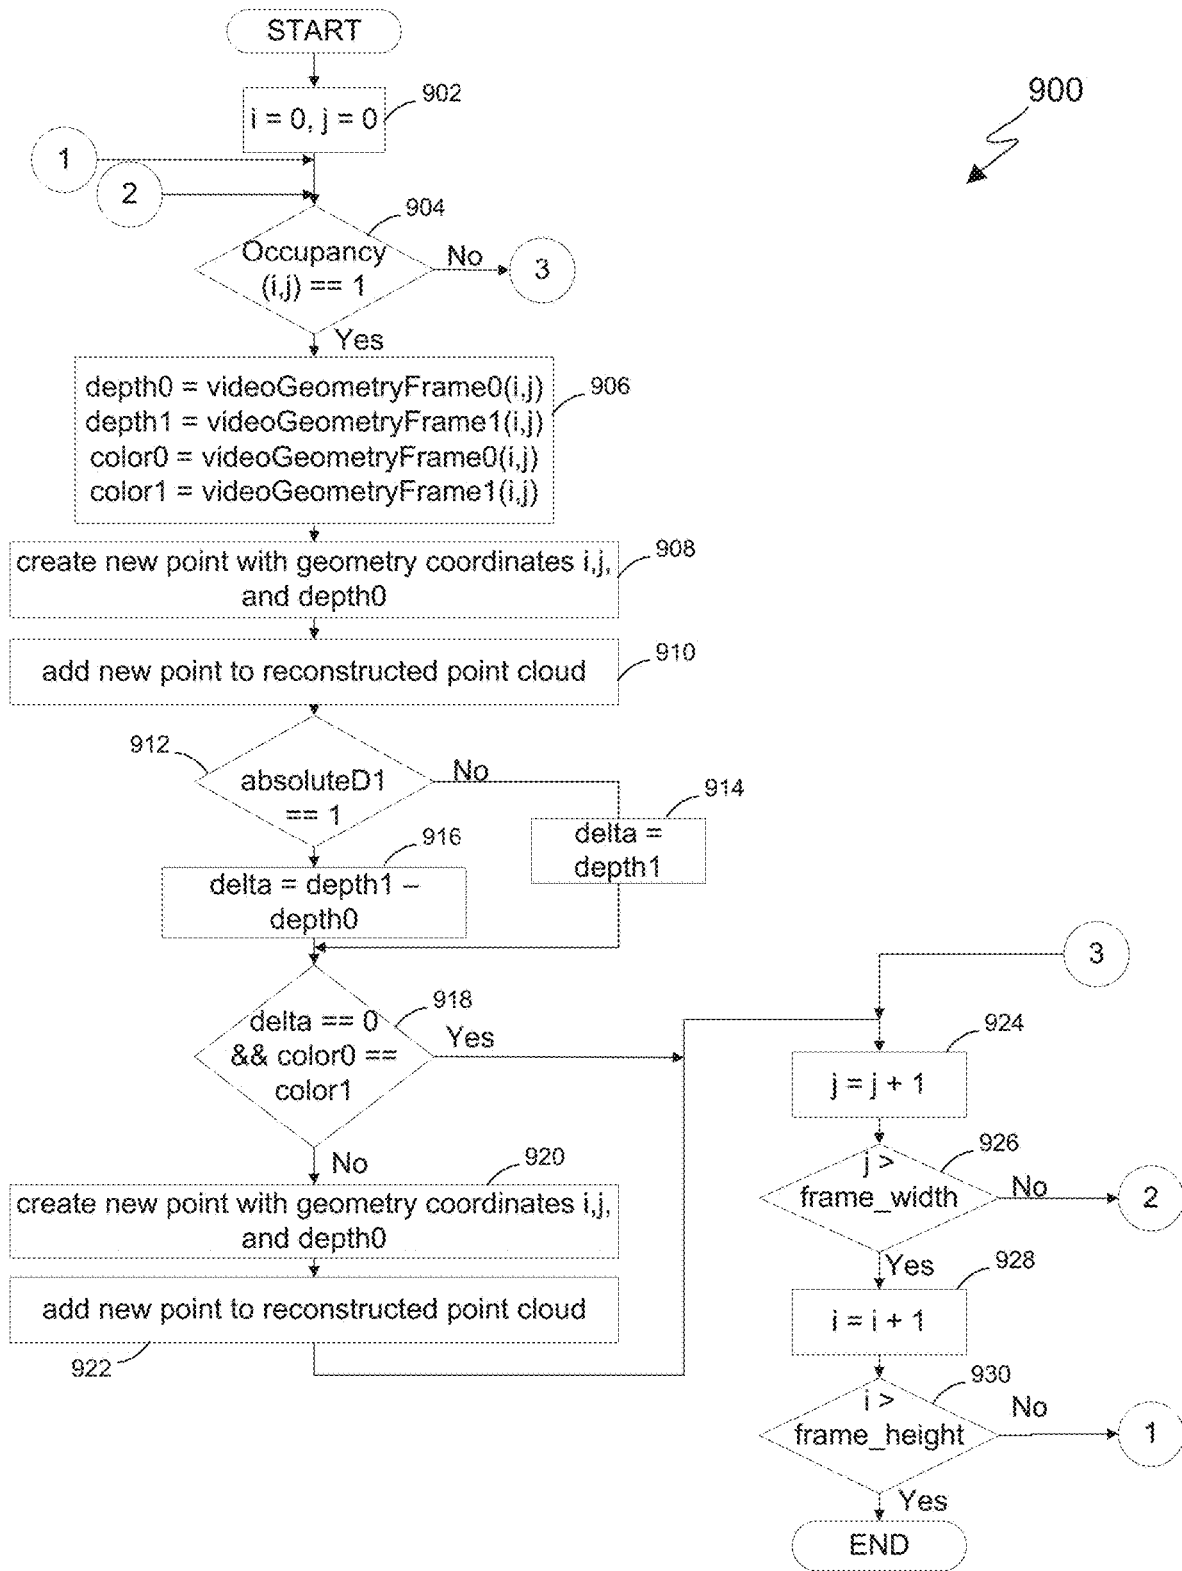 START
900
902
i = 0, j = 0
1
2
904
Occupancy
(i,j) == 1
No
3
Yes
906
depth0 = videoGeometryFrame0(i,j)
depth1 = videoGeometryFrame1(i,j)
color0 = videoGeometryFrame0(i,j)
color1 = videoGeometryFrame1(i,j)
908
create new point with geometry coordinates i,j,
and depth0
910
add new point to reconstructed point cloud
912
absoluteD1
== 1
No
914
delta =
depth1
916
delta = depth1 –
depth0
918
delta == 0
&& color0 ==
color1
Yes
No
920
create new point with geometry coordinates i,j,
and depth0
add new point to reconstructed point cloud
922
3
924
j = j + 1
926
j >
frame_width
No
2
Yes
928
i = i + 1
930
i >
frame_height
No
1
Yes
END